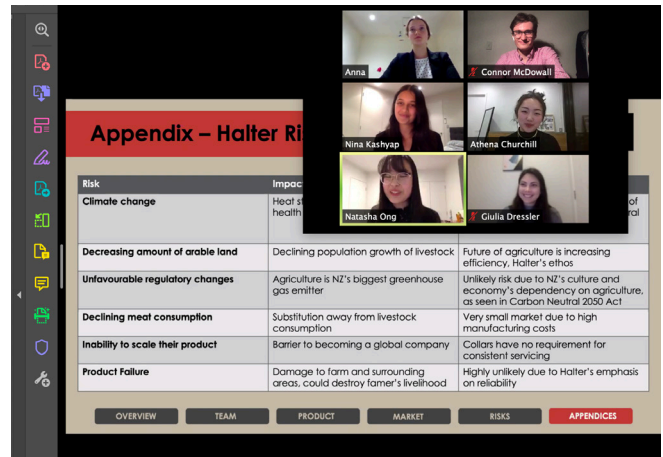 Anna
Connor McDowall
Nina Kashyap
Athena Churchill
Natasha Ong
Giulia Dressler
Appendix – Halter Ri
Risk
Impac
Climate change
Heat st
health
of
ral
Decreasing amount of arable land
Declining population growth of livestock
Future of agriculture is increasing
efficiency, Halter's ethos
Unfavourable regulatory changes
Agriculture is NZ's biggest greenhouse
gas emitter
Unlikely risk due to NZ's culture and
economy's dependency on agriculture,
as seen in Carbon Neutral 2050 Act
Declining meat consumption
Substitution away from livestock
consumption
Very small market due to high
manufacturing costs
Inability to scale their product
Barrier to becoming a global company
Collars have no requirement for
consistent servicing
Product Failure
Damage to farm and surrounding
areas, could destroy famer's livelihood
Highly unlikely due to Halter's emphasis
on reliability
OVERVIEW
TEAM
PRODUCT
MARKET
RISKS
APPENDICES